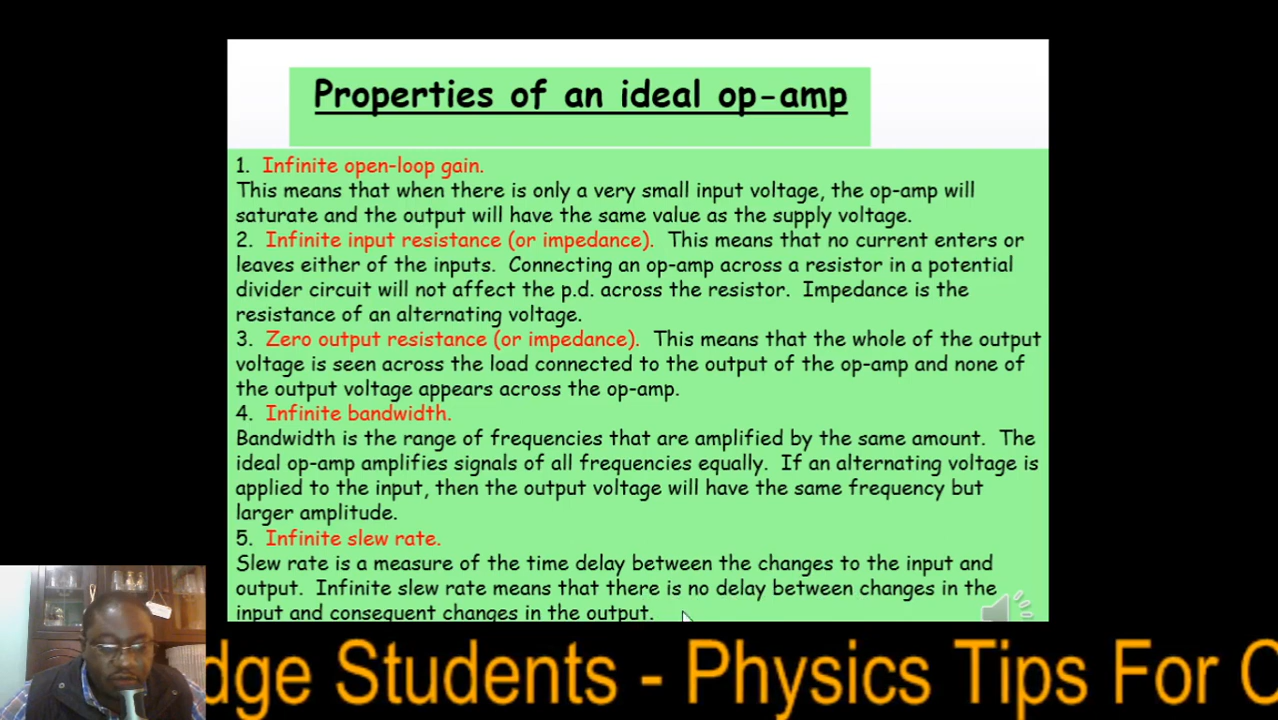 Properties of an ideal op-amp
1. Infinite open-loop gain.
This means that when there is only a very small input voltage, the op-amp will
saturate and the output will have the same value as the supply voltage.
2. Infinite input resistance (or impedance). This means that no current enters or
leaves either of the inputs. Connecting an op-amp across a resistor in a potential
divider circuit will not affect the p.d. across the resistor. Impedance is the
resistance of an alternating voltage.
3. Zero output resistance (or impedance). This means that the whole of the output
voltage is seen across the load connected to the output of the op-amp and none of
the output voltage appears across the op-amp.
4. Infinite bandwidth.
Bandwidth is the range of frequencies that are amplified by the same amount. The
ideal op-amp amplifies signals of all frequencies equally. If an alternating voltage is
applied to the input, then the output voltage will have the same frequency but
larger amplitude.
5. Infinite slew rate.
Slew rate is a measure of the time delay between the changes to the input and
output. Infinite slew rate means that there is no delay between changes in the
input and consequent changes in the output.
dge Students - Physics Tips For C